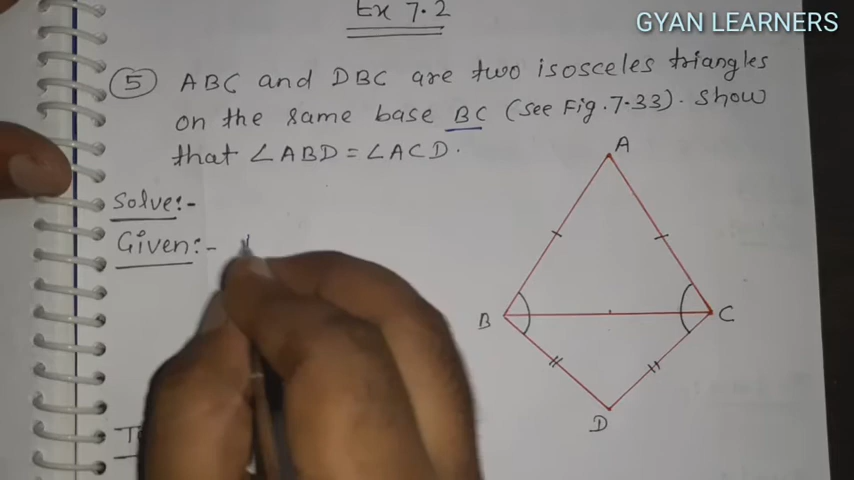 Ex 7.2
GYAN LEARNERS
5 ABC and DBC are two isosceles triangles
on the same base BC (see Fig. 7.33). Show
that ∠ABD = ∠ACD.
A
Solve:-
Given:-
B
C
D